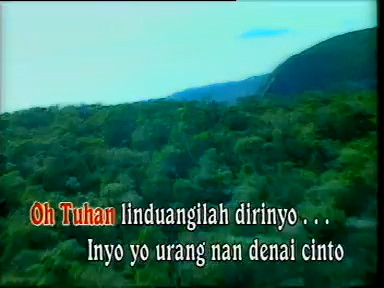 Oh Tuhan linduangilah dirinyo . . .
Inyo yo urang nan denai cinto